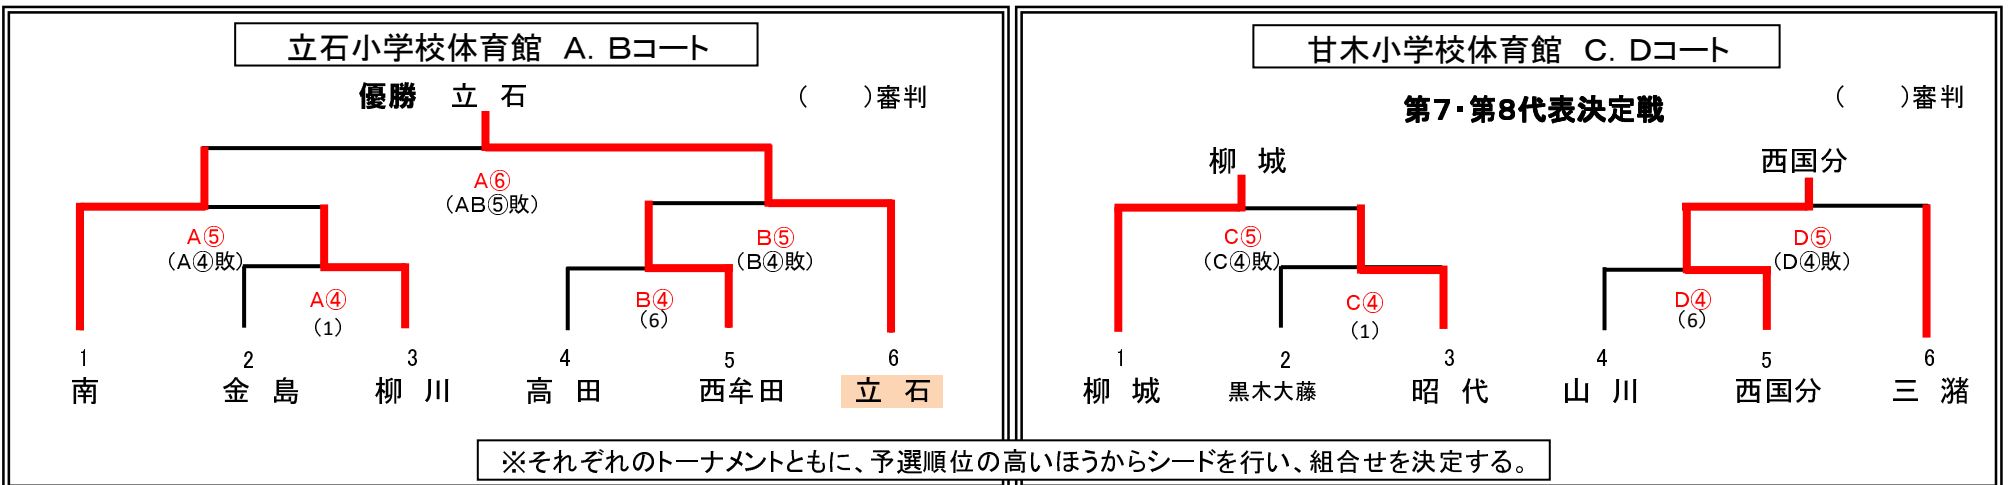 立石小学校体育館　A．Bコート
優勝　立　石
（　　）審判
A⑥
（AB⑤敗）
A⑤
（A④敗）
B⑤
（B④敗）
A④
（1）
B④
（6）
1 2 3 4 5 6
南 金 島 柳 川 高 田 西牟田 立 石
甘木小学校体育館　C．Dコート
（　　）審判
第7・第8代表決定戦
柳　城 西国分
C⑤
（C④敗）
D⑤
（D④敗）
C④
（1）
D④
（6）
1 2 3 4 5 6
柳 城 黒木大藤 昭 代 山 川 西国分 三 潴
※それぞれのトーナメントともに、予選順位の高いほうからシードを行い、組合せを決定する。